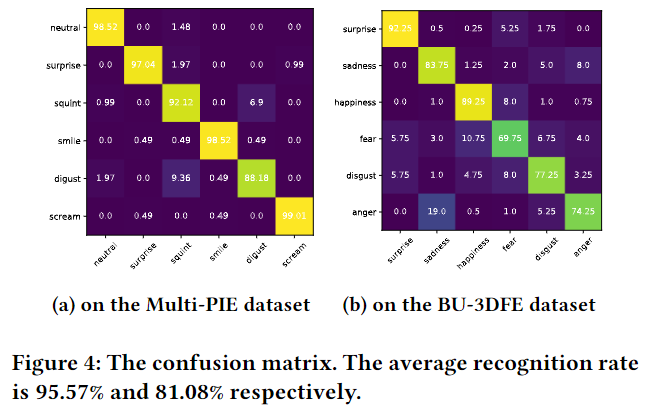 neutral 98.52 0.0 1.48 0.0 0.0 0.0
surprise 0.0 97.04 1.97 0.0 0.0 0.99
squint 0.99 0.0 92.12 0.0 6.9 0.0
smile 0.0 0.49 0.49 98.52 0.49 0.0
digust 1.97 0.0 9.36 0.49 88.18 0.0
scream 0.0 0.49 0.0 0.49 0.0 99.01
neutral surprise squint smile digust scream
surprise 92.25 0.5 0.25 5.25 1.75 0.0
sadness 0.0 83.75 1.25 2.0 5.0 8.0
happiness 0.0 1.0 89.25 8.0 1.0 0.75
fear 5.75 3.0 10.75 69.75 6.75 4.0
disgust 5.75 1.0 4.75 8.0 77.25 3.25
anger 0.0 19.0 0.5 1.0 5.25 74.25
surprise sadness happiness fear disgust anger
(a) on the Multi-PIE dataset
(b) on the BU-3DFE dataset
Figure 4: The confusion matrix. The average recognition rate
is 95.57% and 81.08% respectively.